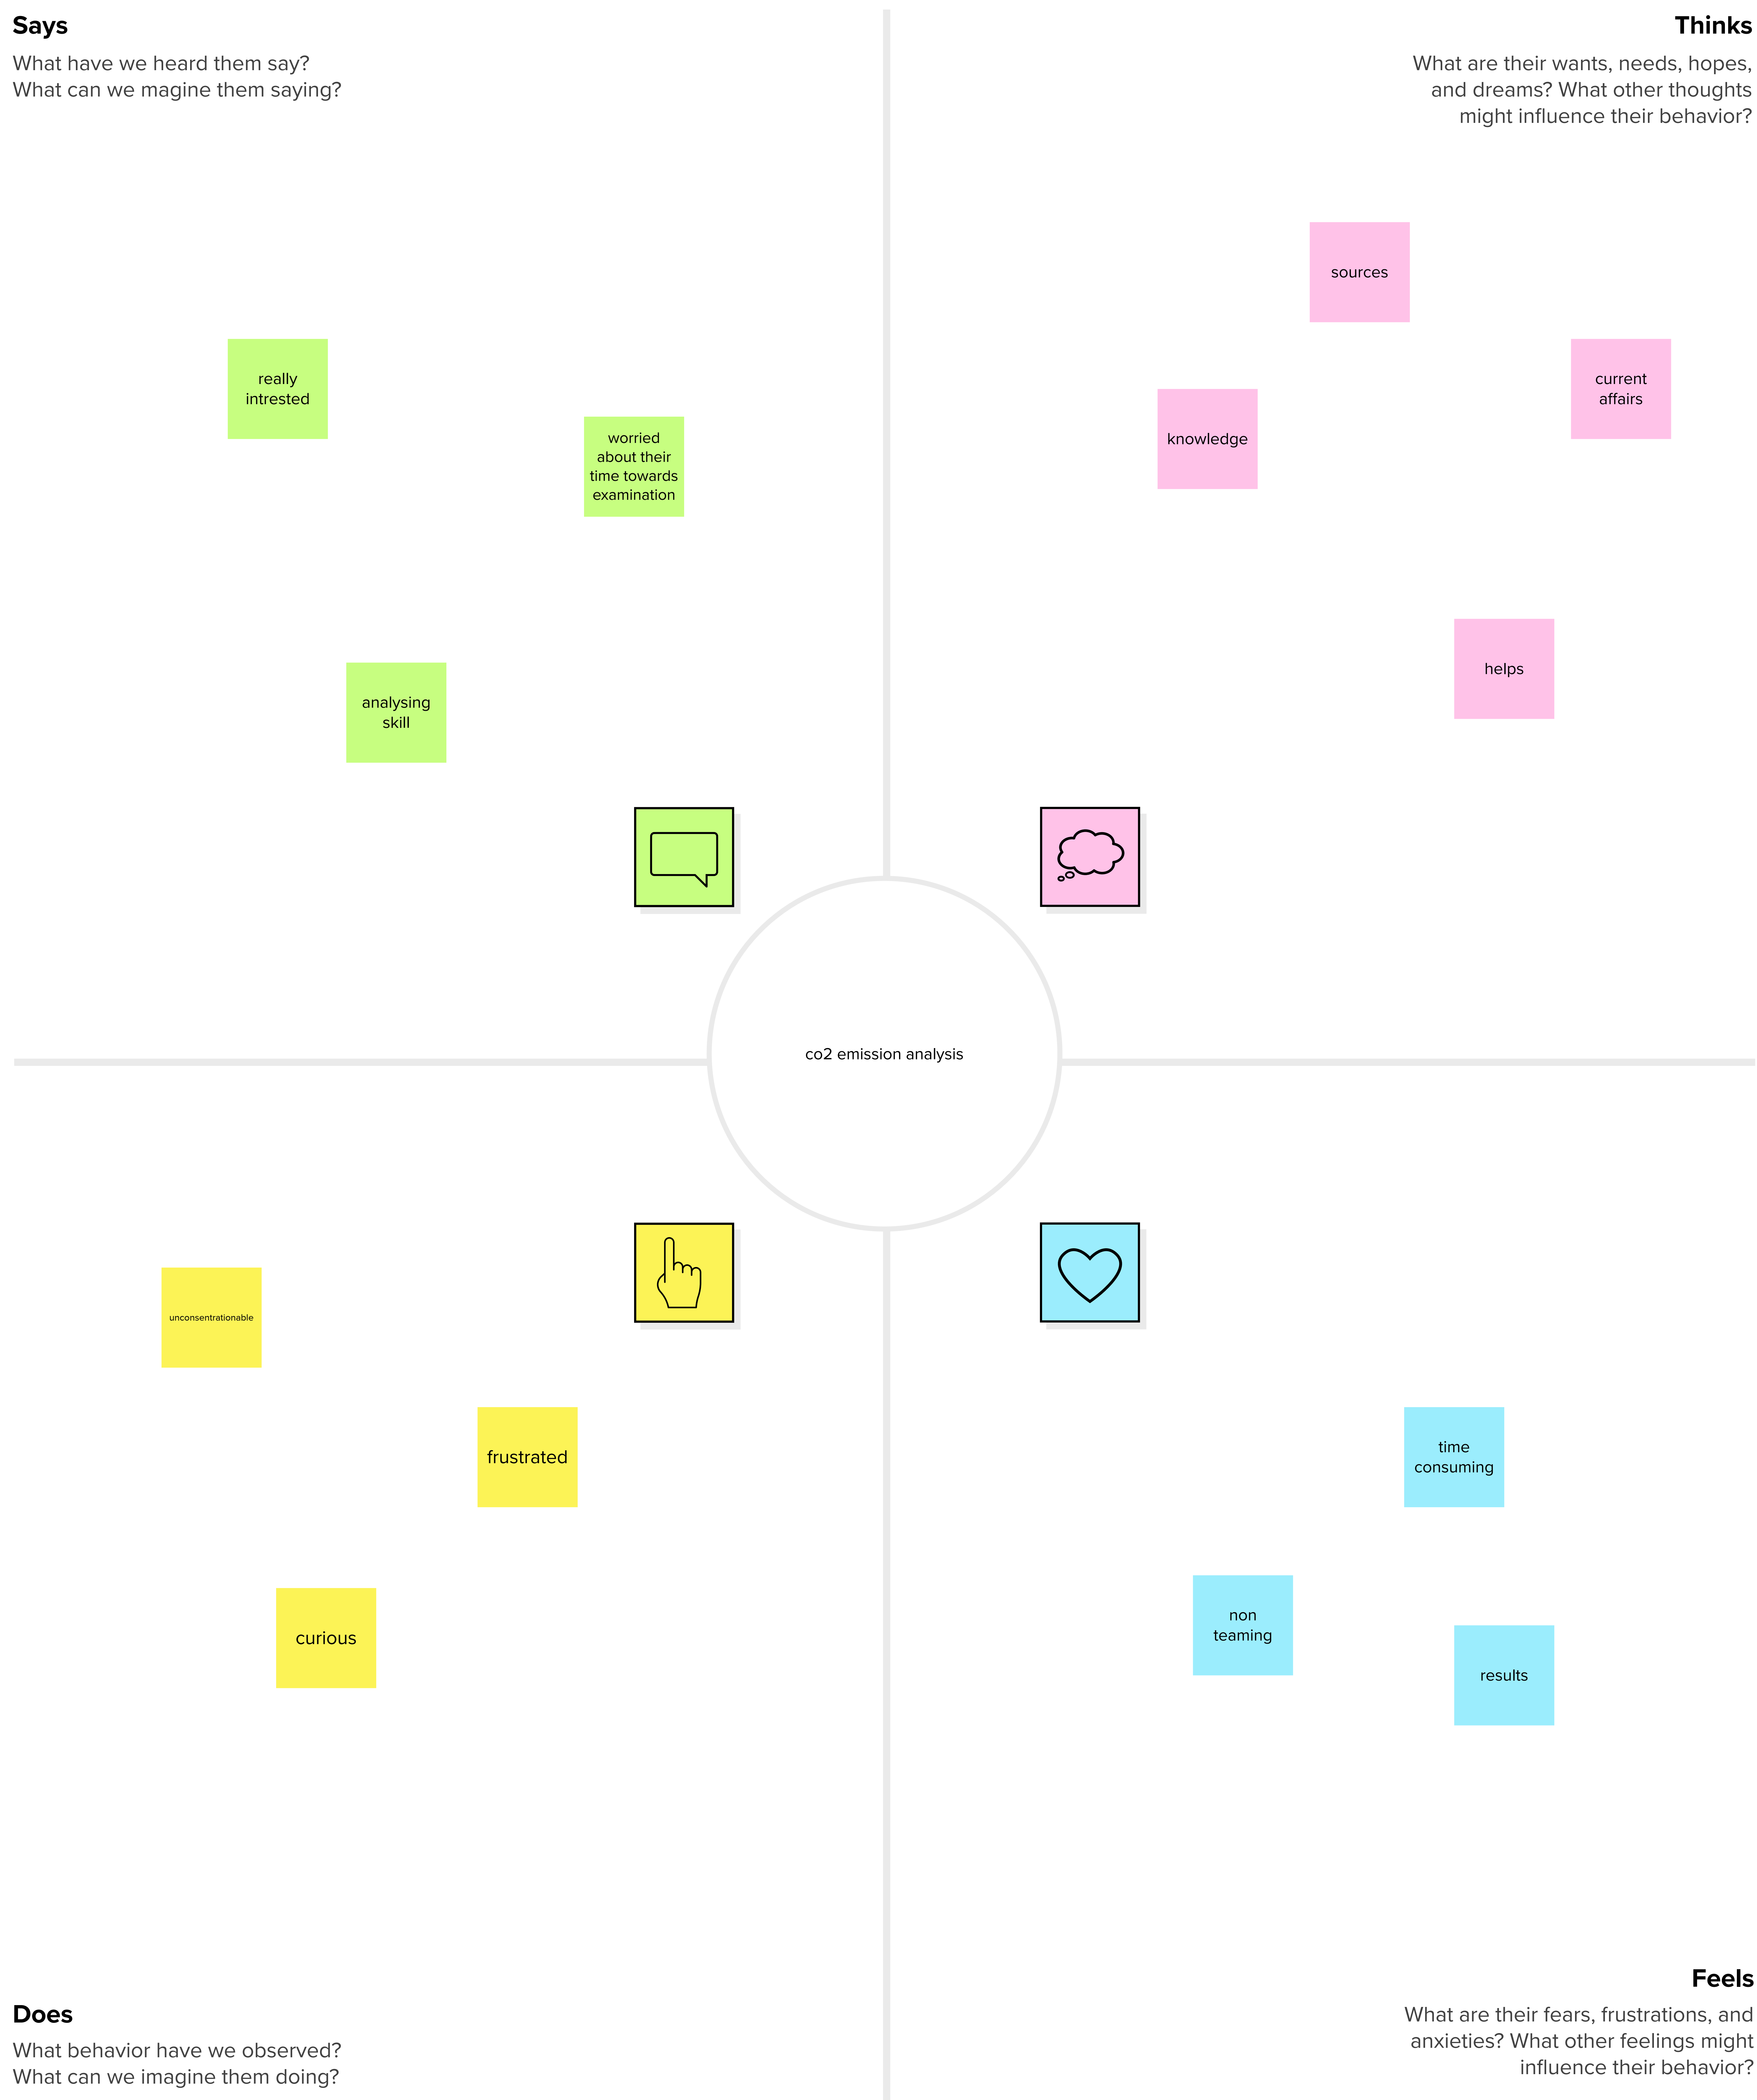 Says
What have we heard them say?
What can we magine them saying?
Thinks
What are their wants, needs, hopes,
and dreams? What other thoughts
might influence their behavior?
really
intrested
worried
about their
time towards
examination
analysing
skill
sources
current
affairs
knowledge
helps
co2 emission analysis
unconsentrationable
frustrated
curious
time
consuming
non
teaming
results
Does
What behavior have we observed?
What can we imagine them doing?
Feels
What are their fears, frustrations, and
anxieties? What other feelings might
influence their behavior?